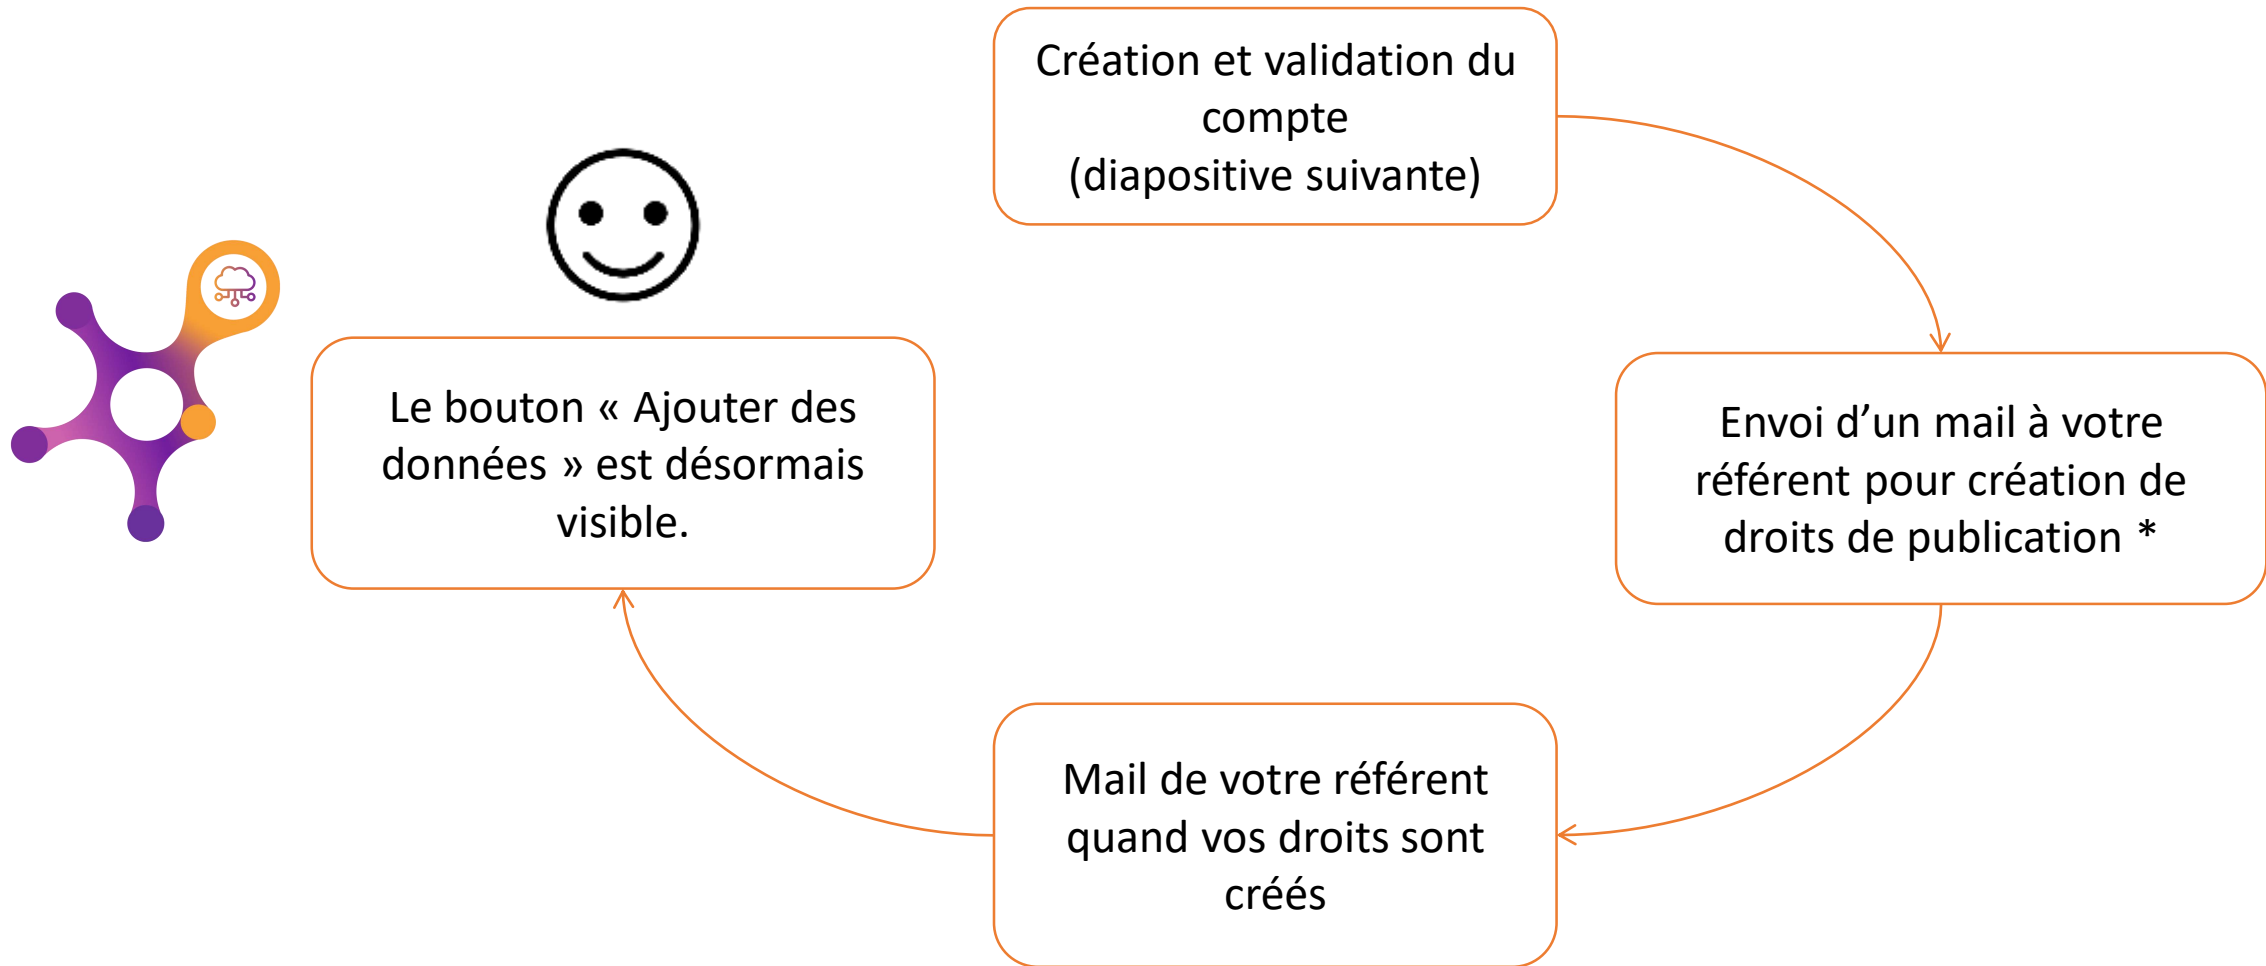 Création et validation du
compte
(diapositive suivante)
Envoi d’un mail à votre
référent pour création de
droits de publication *
Mail de votre référent
quand vos droits sont
créés
Le bouton « Ajouter des
données » est désormais
visible.